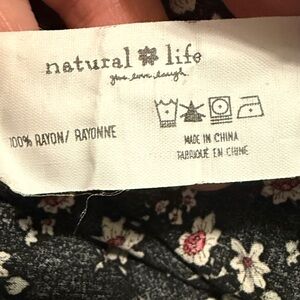 natural life
give. love. laugh.
100% RAYON/ RAYONNE
MADE IN CHINA
FABRIQUÉ EN CHINE